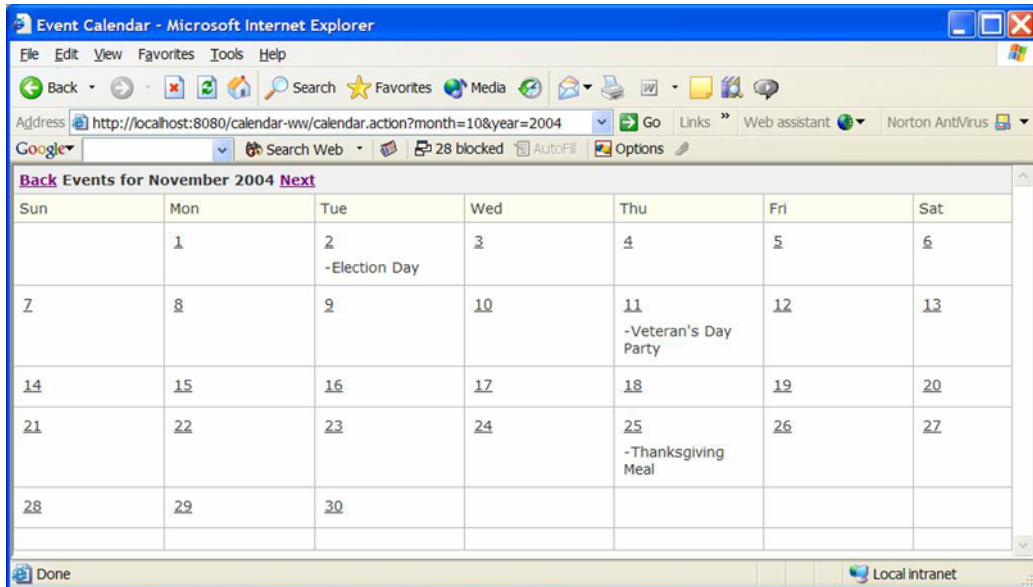 Event Calendar - Microsoft Internet Explorer
File Edit View Favorites Tools Help
Back Search Favorites Media
Address http://localhost:8080/calendar-ww/calendar.action?month=10&year=2004 Go Links » Web assistant Norton AntiVirus
Google Search Web 28 blocked AutoFill Options
Back Events for November 2004 Next
Sun Mon Tue Wed Thu Fri Sat
1 2 3 4 5 6
-Election Day
7 8 9 10 11 12 13
-Veteran's Day
Party
14 15 16 17 18 19 20
21 22 23 24 25 26 27
-Thanksgiving
Meal
28 29 30
Done Local intranet